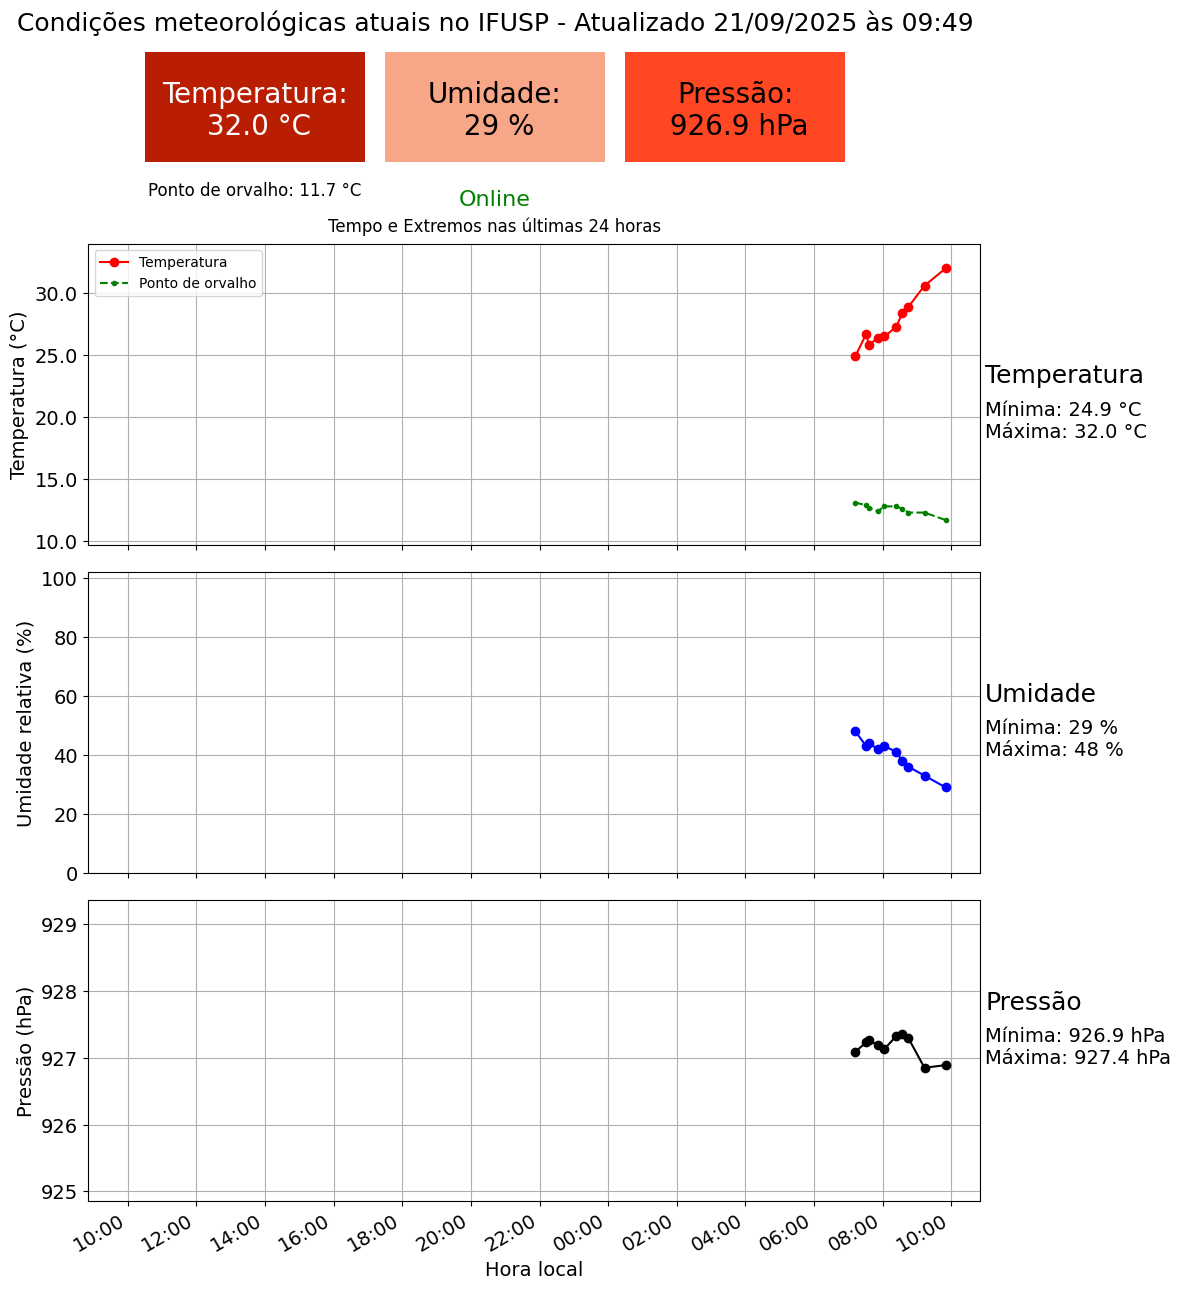 Condições meteorológicas atuais no IFUSP - Atualizado 21/09/2025 às 09:49
Temperatura:
32.0 °C
Umidade:
29 %
Pressão:
926.9 hPa
Ponto de orvalho: 11.7 °C
Online
Tempo e Extremos nas últimas 24 horas
Temperatura
Ponto de orvalho
Temperatura (°C)
30.0
25.0
20.0
15.0
10.0
Temperatura
Mínima: 24.9 °C
Máxima: 32.0 °C
Umidade relativa (%)
100
80
60
40
20
0
Umidade
Mínima: 29 %
Máxima: 48 %
Pressão (hPa)
929
928
927
926
925
Pressão
Mínima: 926.9 hPa
Máxima: 927.4 hPa
10:00 12:00 14:00 16:00 18:00 20:00 22:00 00:00 02:00 04:00 06:00 08:00 10:00
Hora local